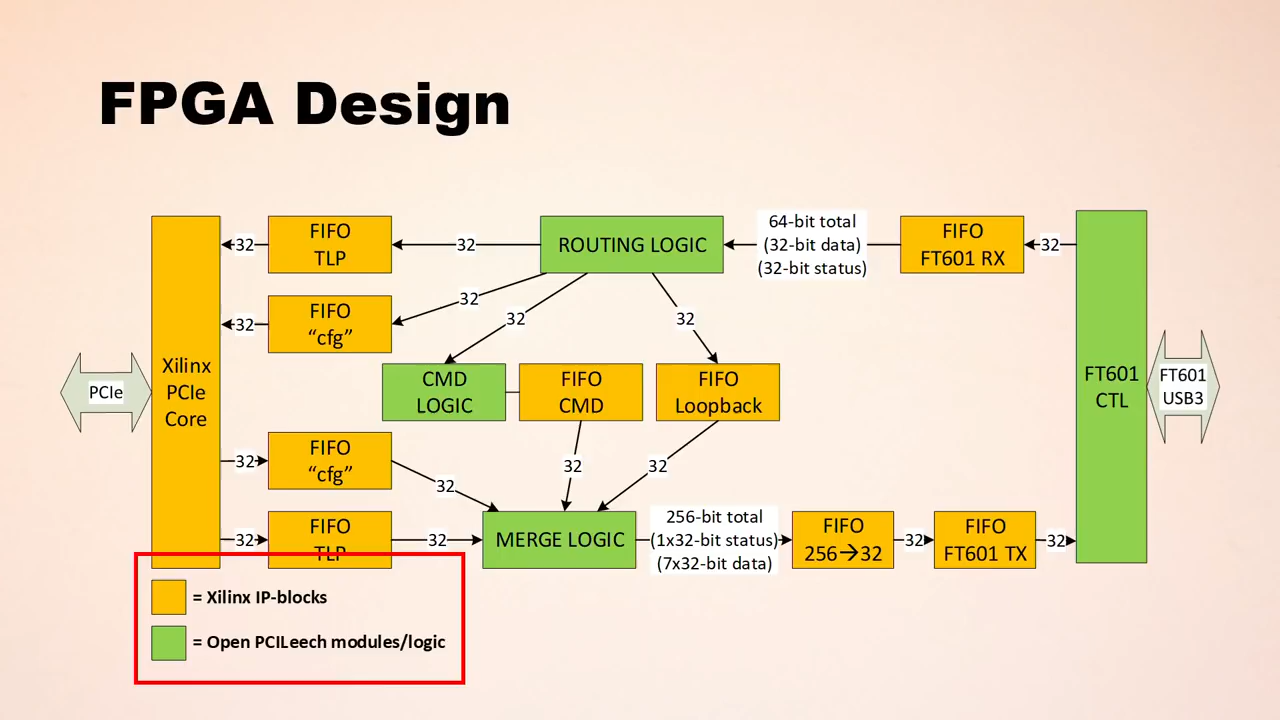 FPGA Design
32
FIFO
TLP
32
ROUTING LOGIC
64-bit total
(32-bit data)
(32-bit status)
FIFO
FT601 RX
32
32
FIFO
“cfg”
32
32
32
PCIe
Xilinx
PCIe
Core
CMD
LOGIC
FIFO
CMD
FIFO
Loopback
FT601
CTL
FT601
USB3
32
FIFO
“cfg”
32
32
32
32
FIFO
TLP
32
MERGE LOGIC
256-bit total
(1x32-bit status)
(7x32-bit data)
FIFO
256→32
32
FIFO
FT601 TX
32
= Xilinx IP-blocks
= Open PCILeech modules/logic